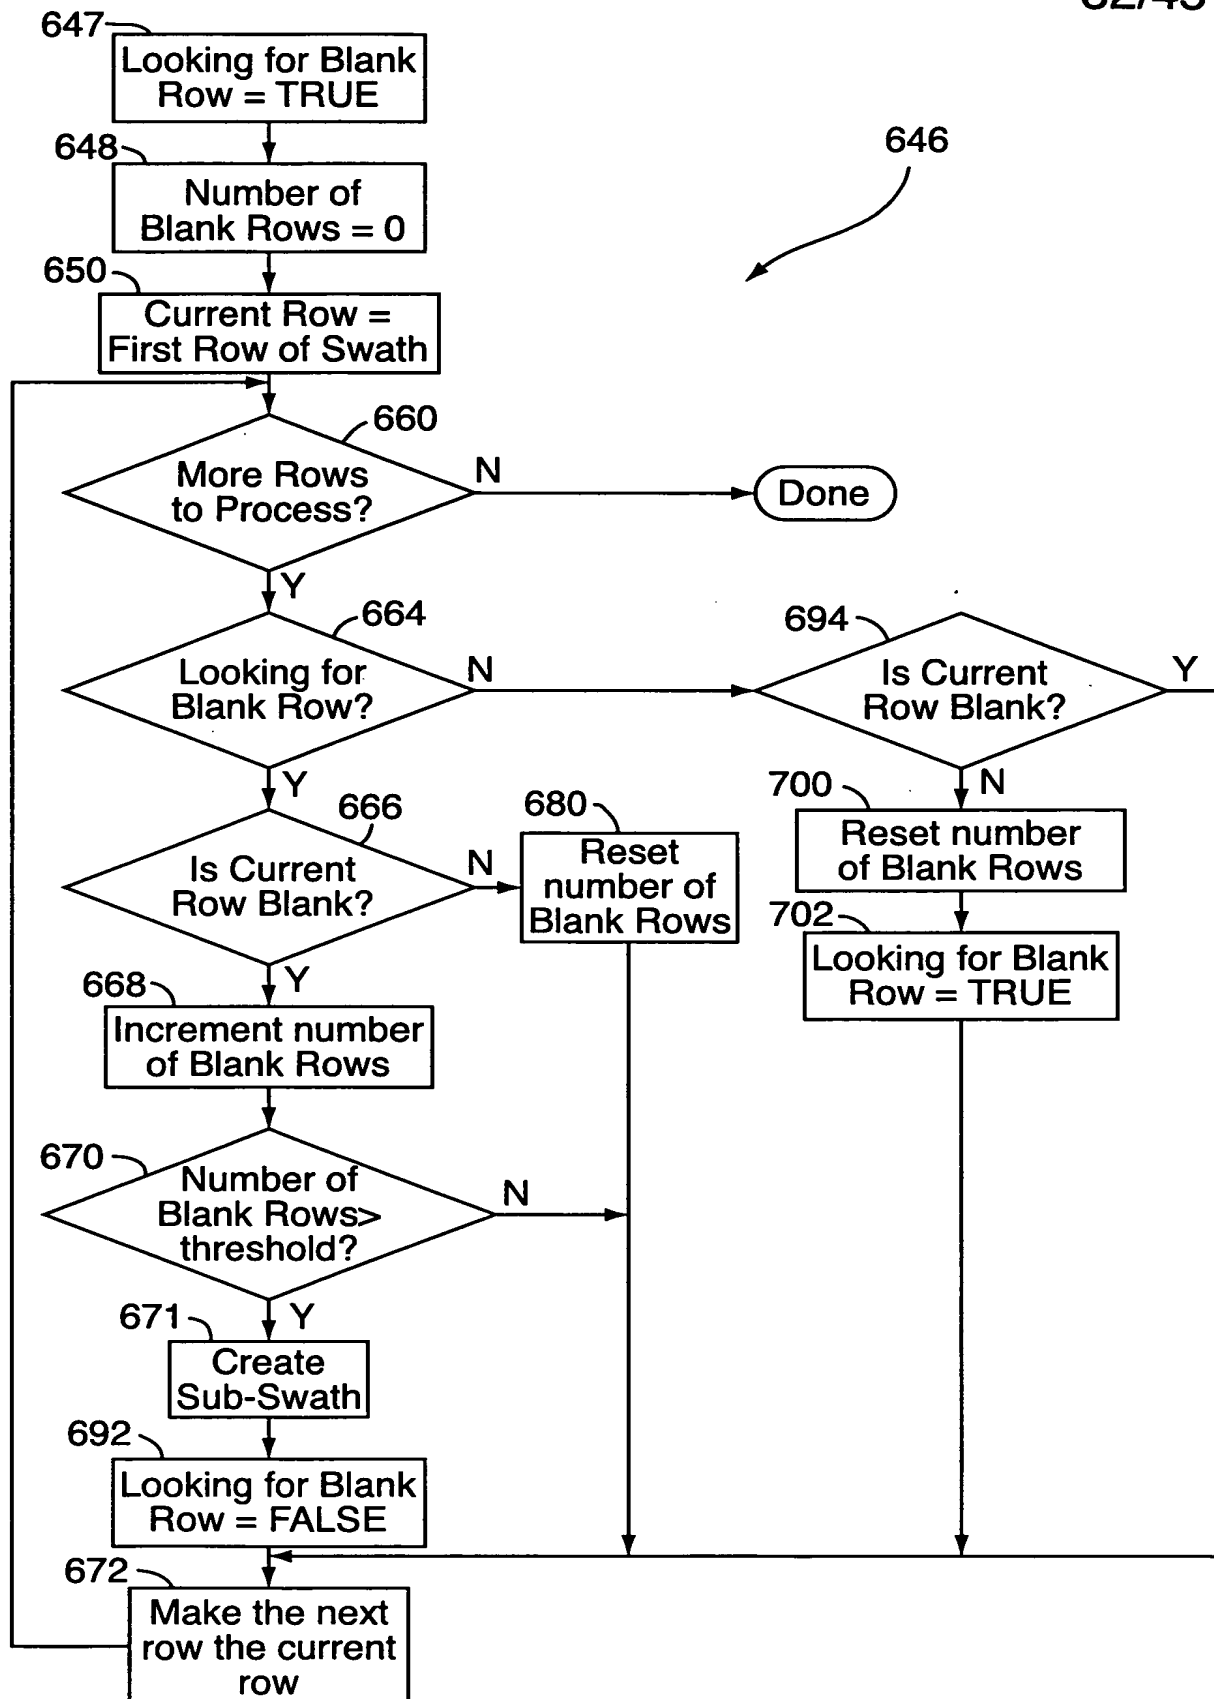 647
Looking for Blank
Row = TRUE
648
Number of
Blank Rows = 0
646
650
Current Row =
First Row of Swath
660
More Rows
to Process?
N
Done
Y
664
Looking for
Blank Row?
N
694
Is Current
Row Blank?
Y
Y
N
666
Is Current
Row Blank?
N
680
Reset
number of
Blank Rows
700
Reset number
of Blank Rows
702
Looking for Blank
Row = TRUE
Y
668
Increment number
of Blank Rows
670
Number of
Blank Rows>
threshold?
N
Y
671
Create
Sub-Swath
692
Looking for Blank
Row = FALSE
672
Make the next
row the current
row